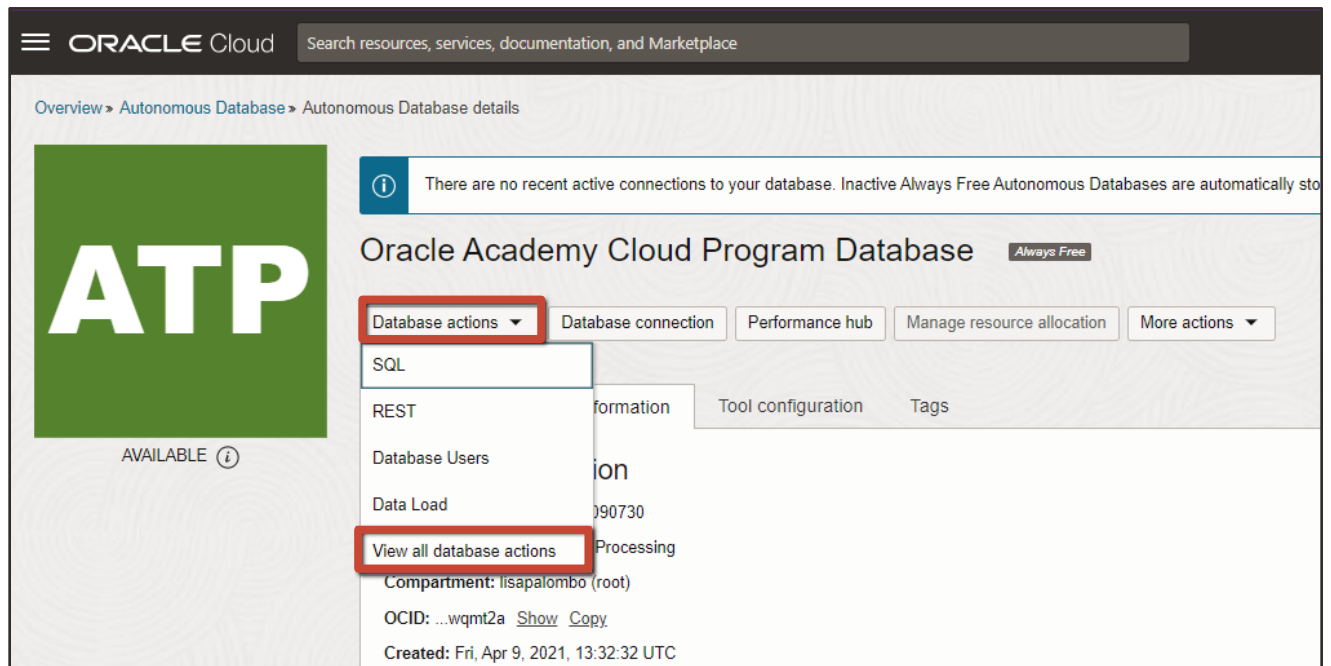 ORACLE Cloud
Search resources, services, documentation, and Marketplace
Overview » Autonomous Database » Autonomous Database details
ATP
AVAILABLE
There are no recent active connections to your database. Inactive Always Free Autonomous Databases are automatically sto
Oracle Academy Cloud Program Database
Always Free
Database actions
Database connection
Performance hub
Manage resource allocation
More actions
SQL
REST
Database Users
Data Load
View all database actions
formation
Tool configuration
Tags
ion
090730
Processing
Compartment: lisapalombo (root)
OCID: ...wqmt2a Show Copy
Created: Fri, Apr 9, 2021, 13:32:32 UTC